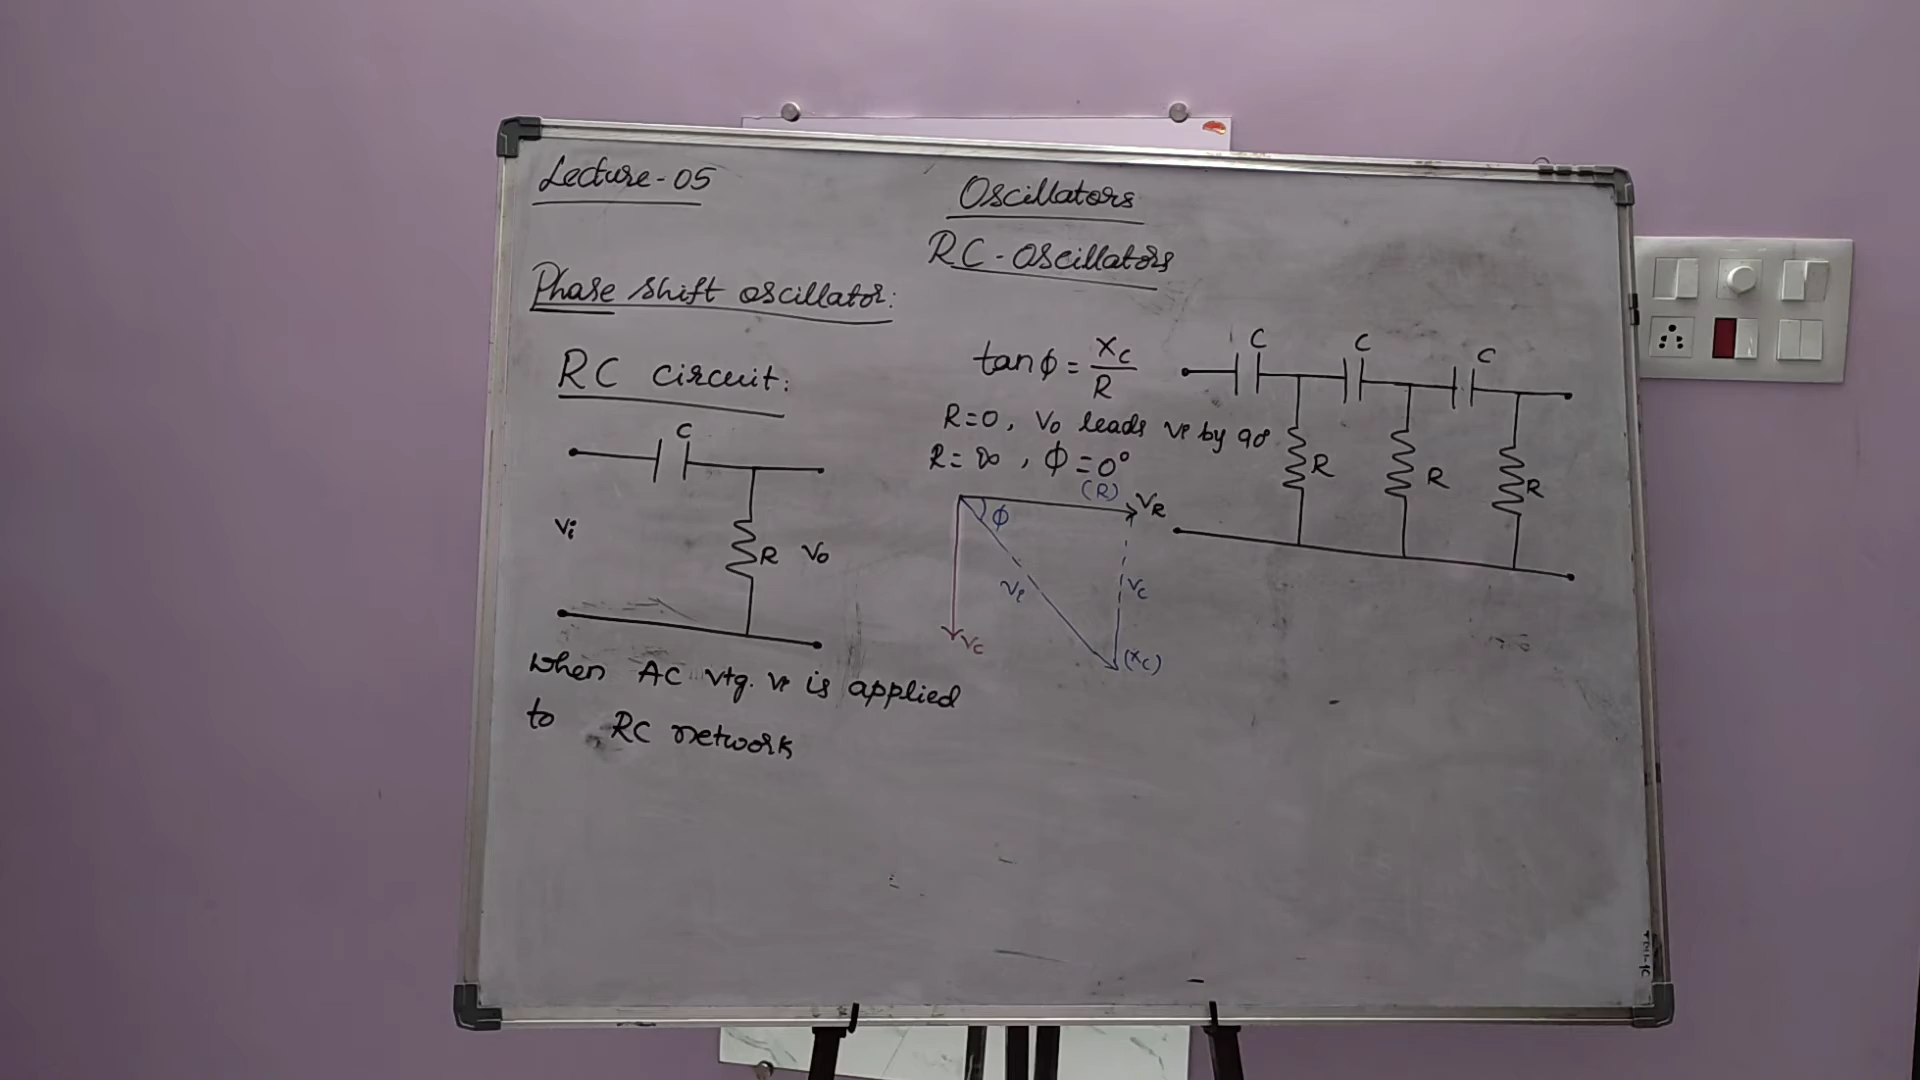 Lecture-05
Oscillators
RC-Oscillators
Phase shift oscillator:
RC circuit:
C
Vi
R
Vo
when AC vtg. vi is applied
to RC network
tanφ = Xc/R
R=0, Vo leads vi by 90°
R=∞, φ=0°
(R)
VR
φ
Vi
Vc
Vc
(Xc)
C
C
C
R
R
R